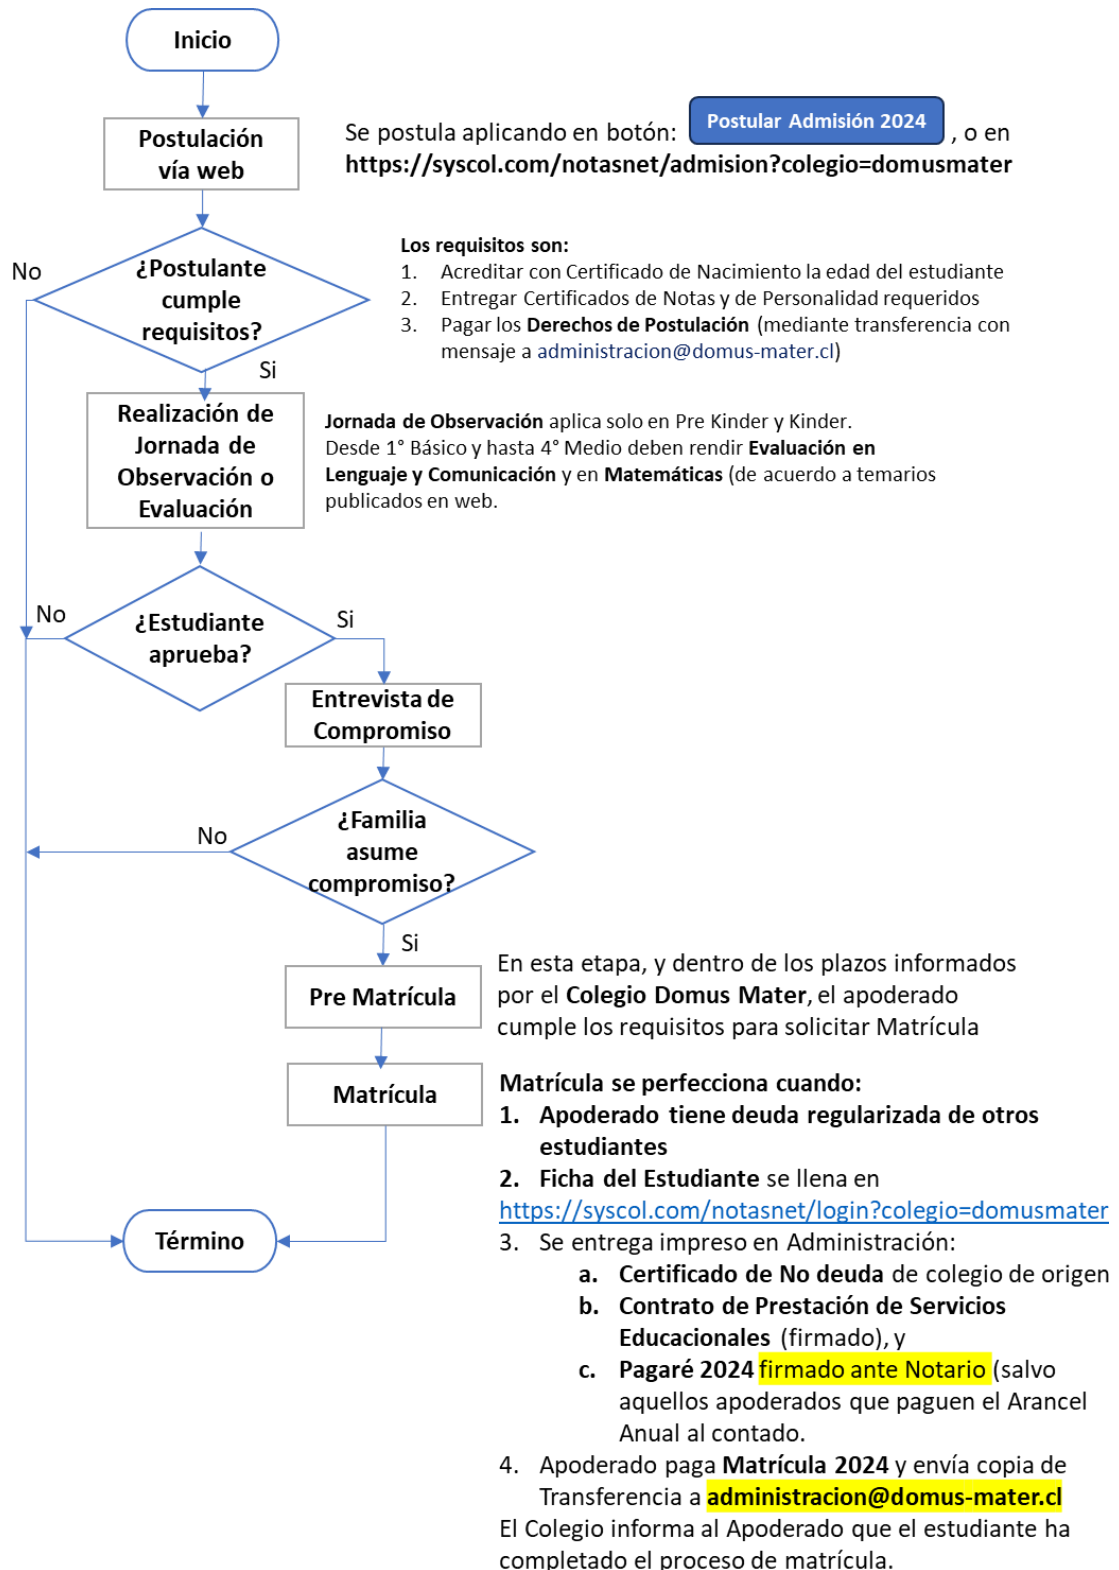 Inicio
Postulación
vía web
Se postula aplicando en botón: Postular Admisión 2024 , o en
https://syscol.com/notasnet/admision?colegio=domusmater
No
¿Postulante
cumple
requisitos?
Si
Los requisitos son:
1. Acreditar con Certificado de Nacimiento la edad del estudiante
2. Entregar Certificados de Notas y de Personalidad requeridos
3. Pagar los Derechos de Postulación (mediante transferencia con
mensaje a administracion@domus-mater.cl)
Realización de
Jornada de
Observación o
Evaluación
Jornada de Observación aplica solo en Pre Kinder y Kinder.
Desde 1° Básico y hasta 4° Medio deben rendir Evaluación en
Lenguaje y Comunicación y en Matemáticas (de acuerdo a temarios
publicados en web.
No
¿Estudiante
aprueba?
Si
Entrevista de
Compromiso
No
¿Familia
asume
compromiso?
Si
Pre Matrícula
En esta etapa, y dentro de los plazos informados
por el Colegio Domus Mater, el apoderado
cumple los requisitos para solicitar Matrícula
Matrícula
Matrícula se perfecciona cuando:
1. Apoderado tiene deuda regularizada de otros
estudiantes
2. Ficha del Estudiante se llena en
https://syscol.com/notasnet/login?colegio=domusmater
3. Se entrega impreso en Administración:
a. Certificado de No deuda de colegio de origen
b. Contrato de Prestación de Servicios
Educacionales (firmado), y
c. Pagaré 2024 firmado ante Notario (salvo
aquellos apoderados que paguen el Arancel
Anual al contado.
4. Apoderado paga Matrícula 2024 y envía copia de
Transferencia a administracion@domus-mater.cl
El Colegio informa al Apoderado que el estudiante ha
completado el proceso de matrícula.
Término